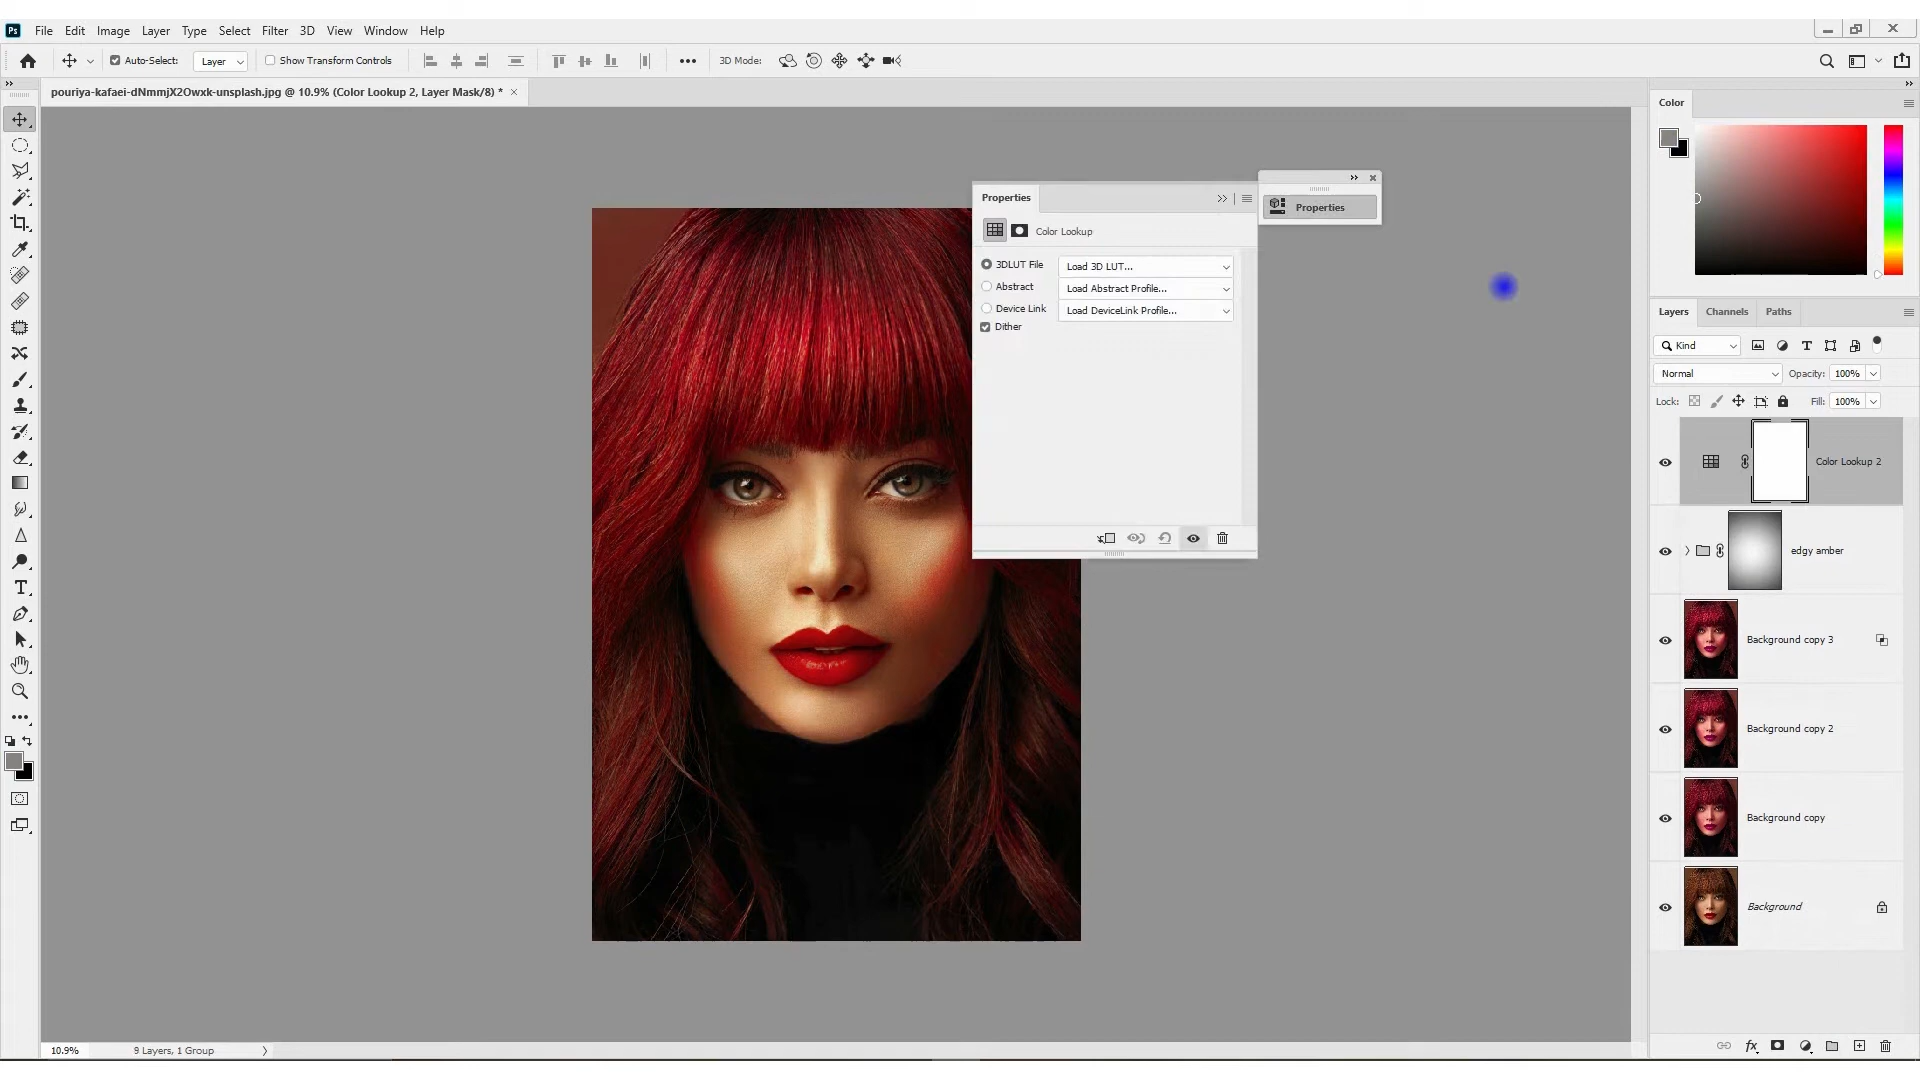 Ps File Edit Image Layer Type Select Filter 3D View Window Help
Auto-Select: Layer Show Transform Controls 3D Mode:
pouriya-kafaei-dNmmjX2Owxk-unsplash.jpg @ 10.9% (Color Lookup 2, Layer Mask/8) *
Color
Properties
Properties
Color Lookup
3DLUT File Load 3D LUT...
Abstract Load Abstract Profile...
Device Link Load DeviceLink Profile...
Dither
Layers Channels Paths
Kind
Normal Opacity: 100%
Lock: Fill: 100%
Color Lookup 2
edgy amber
Background copy 3
Background copy 2
Background copy
Background
10.9% 9 Layers, 1 Group